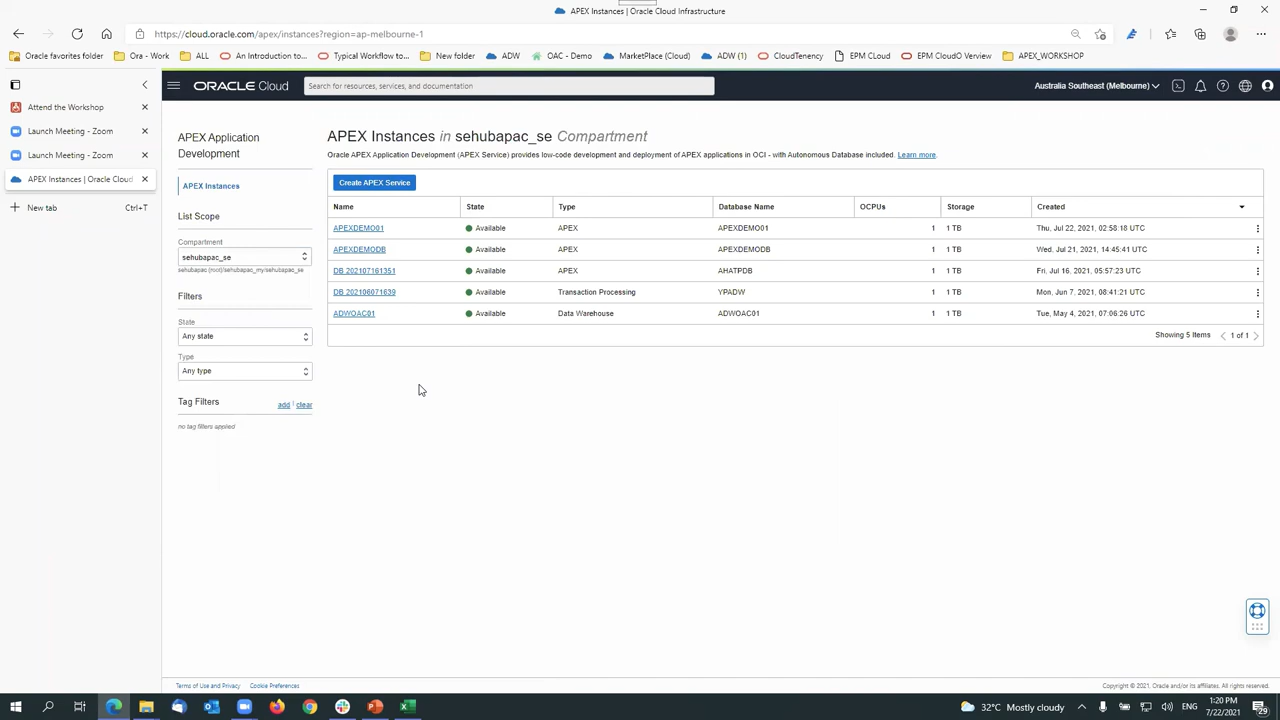 APEX Instances | Oracle Cloud Infrastructure
https://cloud.oracle.com/apex/instances?region=ap-melbourne-1
Oracle favorites folder
Ora - Work
ALL
An Introduction to...
Typical Workflow to...
New folder
ADW
OAC - Demo
MarketPlace (Cloud)
ADW (1)
CloudTenency
EPM CLoud
EPM CloudO Verview
APEX_WORKSHOP
Attend the Workshop
Launch Meeting - Zoom
Launch Meeting - Zoom
APEX Instances | Oracle Cloud
New tab Ctrl+T
ORACLE Cloud
Search for resources, services, and documentation
Australia Southeast (Melbourne)
APEX Application
Development
APEX Instances
List Scope
Compartment
sehubapac_se
sehubapac (root)/sehubapac_my/sehubapac_se
Filters
State
Any state
Type
Any type
Tag Filters add | clear
no tag filters applied
APEX Instances in sehubapac_se Compartment
Oracle APEX Application Development (APEX Service) provides low-code development and deployment of APEX applications in OCI - with Autonomous Database included. Learn more.
Create APEX Service
Name State Type Database Name OCPUs Storage Created
APEXDEMO01 Available APEX APEXDEMO01 1 1 TB Thu, Jul 22, 2021, 02:58:18 UTC
APEXDEMODB Available APEX APEXDEMODB 1 1 TB Wed, Jul 21, 2021, 14:45:41 UTC
DB 202107161351 Available APEX AHATPDB 1 1 TB Fri, Jul 16, 2021, 05:57:23 UTC
DB 202106071639 Available Transaction Processing YPADW 1 1 TB Mon, Jun 7, 2021, 08:41:21 UTC
ADWOAC01 Available Data Warehouse ADWOAC01 1 1 TB Tue, May 4, 2021, 07:06:26 UTC
Showing 5 Items 1 of 1
Terms of Use and Privacy Cookie Preferences
Copyright © 2021, Oracle and/or its affiliates. All rights reserved.
32°C Mostly cloudy
ENG
1:20 PM
7/22/2021
29